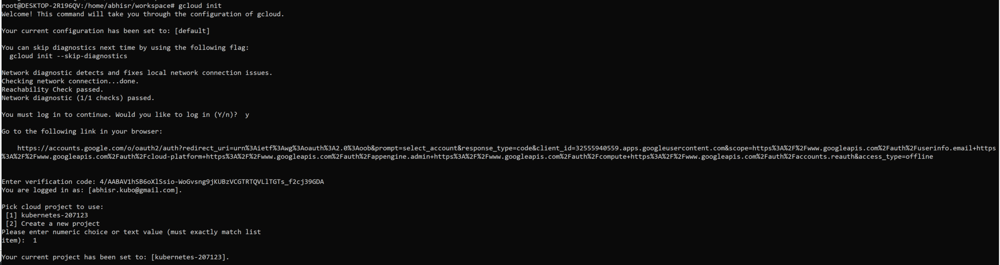 root@DESKTOP-2R196QV:/home/abhisr/workspace# gcloud init
Welcome! This command will take you through the configuration of gcloud.
Your current configuration has been set to: [default]
You can skip diagnostics next time by using the following flag:
gcloud init --skip-diagnostics
Network diagnostic detects and fixes local network connection issues.
Checking network connection...done.
Reachability Check passed.
Network diagnostic (1/1 checks) passed.
You must log in to continue. Would you like to log in (Y/n)?  y
Go to the following link in your browser:
https://accounts.google.com/o/oauth2/auth?redirect_uri=urn%3Aietf%3Awg%3Aoauth%3A2.0%3Aoob&prompt=select_account&response_type=code&client_id=32555940559.apps.googleusercontent.com&scope=https%3A%2F%2Fwww.googleapis.com%2Fauth%2Fuserinfo.email+https
%3A%2F%2Fwww.googleapis.com%2Fauth%2Fcloud-platform+https%3A%2F%2Fwww.googleapis.com%2Fauth%2Fappengine.admin+https%3A%2F%2Fwww.googleapis.com%2Fauth%2Fcompute+https%3A%2F%2Fwww.googleapis.com%2Fauth%2Faccounts.reauth&access_type=offline
Enter verification code: 4/AABAV1hSB6oXlSsio-WoGvsng9jKUBzVCGTRTQVLlTGTs_f2cj39GDA
You are logged in as: [abhisr.kubo@gmail.com].
Pick cloud project to use:
[1] kubernetes-207123
[2] Create a new project
Please enter numeric choice or text value (must exactly match list
item):  1
Your current project has been set to: [kubernetes-207123].